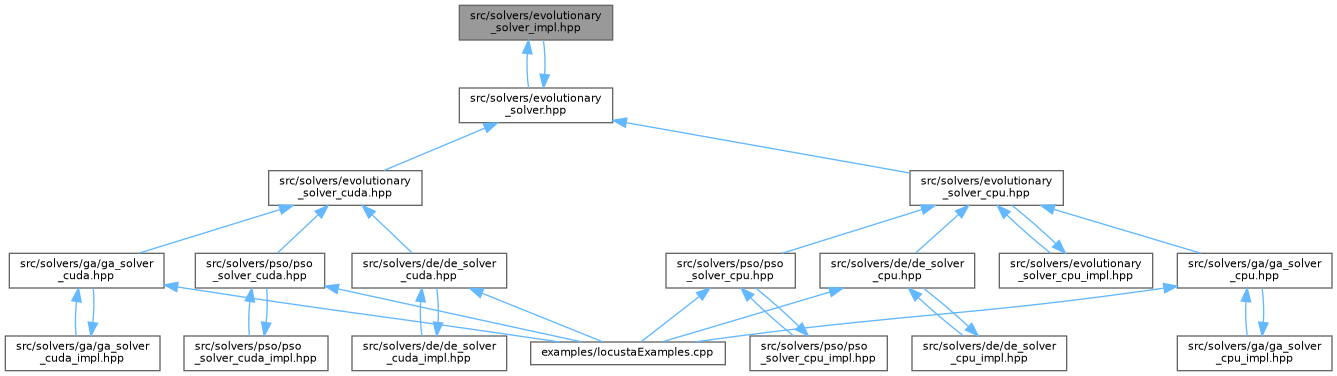 src/solvers/evolutionary
_solver_impl.hpp
src/solvers/evolutionary
_solver.hpp
src/solvers/evolutionary
_solver_cuda.hpp
src/solvers/evolutionary
_solver_cpu.hpp
src/solvers/ga/ga_solver
_cuda.hpp
src/solvers/pso/pso
_solver_cuda.hpp
src/solvers/de/de_solver
_cuda.hpp
src/solvers/pso/pso
_solver_cpu.hpp
src/solvers/de/de_solver
_cpu.hpp
src/solvers/evolutionary
_solver_cpu_impl.hpp
src/solvers/ga/ga_solver
_cpu.hpp
src/solvers/ga/ga_solver
_cuda_impl.hpp
src/solvers/pso/pso
_solver_cuda_impl.hpp
src/solvers/de/de_solver
_cuda_impl.hpp
examples/locustaExamples.cpp
src/solvers/pso/pso
_solver_cpu_impl.hpp
src/solvers/de/de_solver
_cpu_impl.hpp
src/solvers/ga/ga_solver
_cpu_impl.hpp